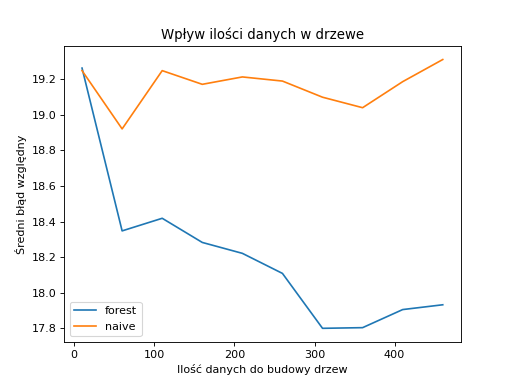 Wpływ ilości danych w drzewe
Średni błąd względny
19.2
19.0
18.8
18.6
18.4
18.2
18.0
17.8
forest
naive
0 100 200 300 400
Ilość danych do budowy drzew